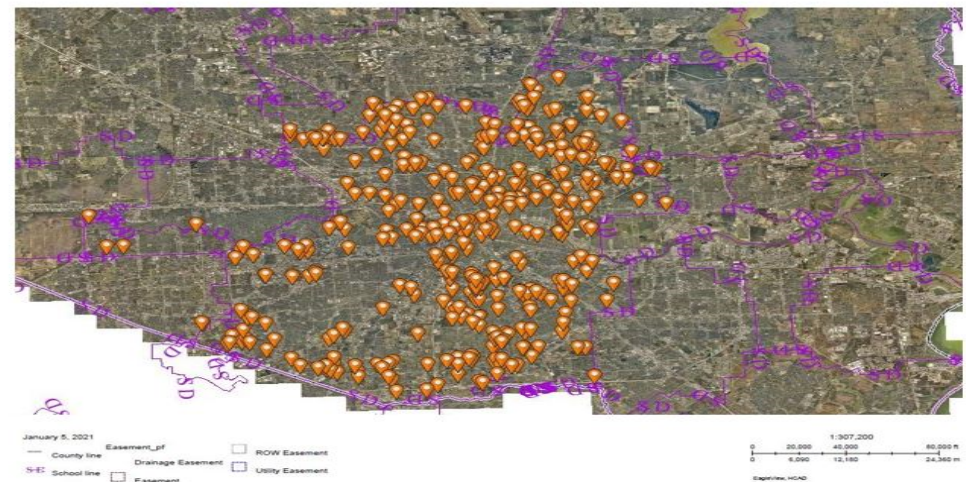 January 5, 2021
County line
School line
Easement_pf
Drainage Easement
Easement
ROW Easement
Utility Easement
1:307,200
0 20,000 40,000 80,000 ft
0 6,090 12,180 24,360 m
EagleView, HCAD